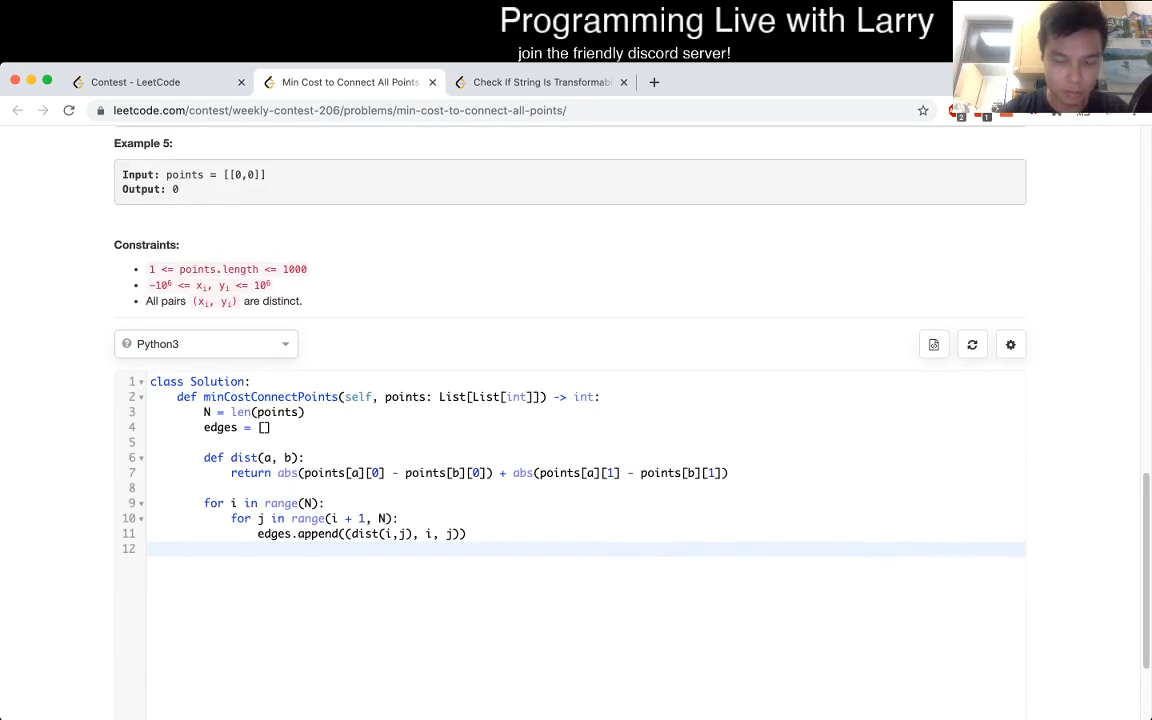 Programming Live with Larry
join the friendly discord server!
Contest - LeetCode
Min Cost to Connect All Points
Check If String Is Transformab
leetcode.com/contest/weekly-contest-206/problems/min-cost-to-connect-all-points/
2
1
Example 5:
Input: points = [[0,0]]
Output: 0
Constraints:
• 1 <= points.length <= 1000
• -10⁶ <= xᵢ, yᵢ <= 10⁶
• All pairs (xᵢ, yᵢ) are distinct.
Python3
1 class Solution:
2 def minCostConnectPoints(self, points: List[List[int]]) -> int:
3 N = len(points)
4 edges = []
5
6 def dist(a, b):
7 return abs(points[a][0] - points[b][0]) + abs(points[a][1] - points[b][1])
8
9 for i in range(N):
10 for j in range(i + 1, N):
11 edges.append((dist(i,j), i, j))
12